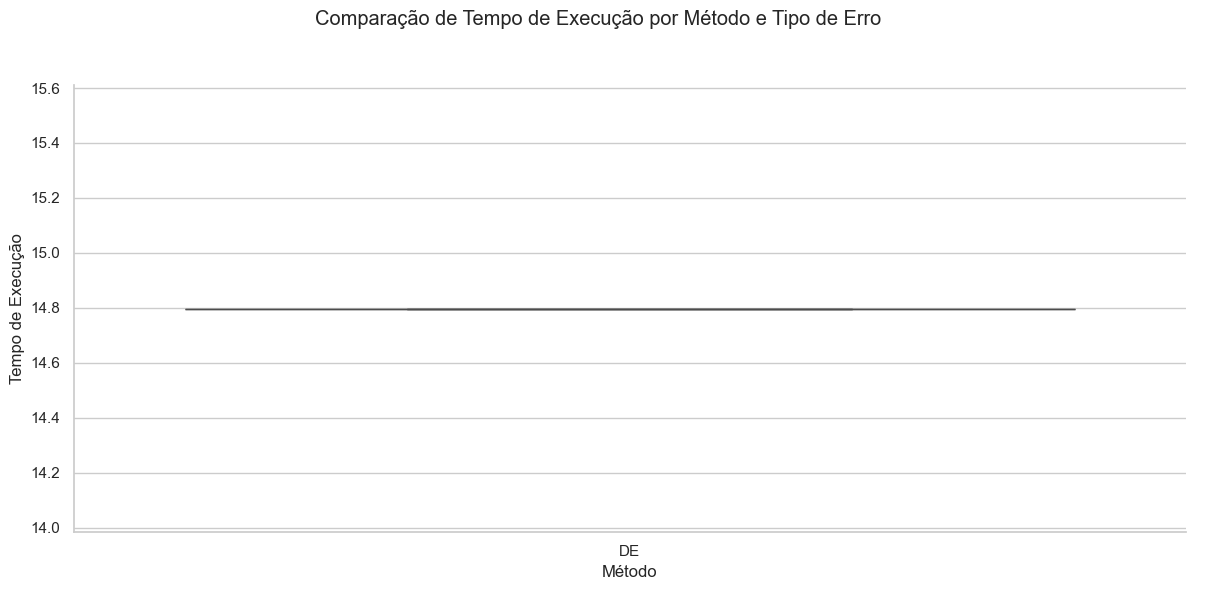 Comparação de Tempo de Execução por Método e Tipo de Erro
15.6
15.4
15.2
15.0
14.8
14.6
14.4
14.2
14.0
Tempo de Execução
DE
Método